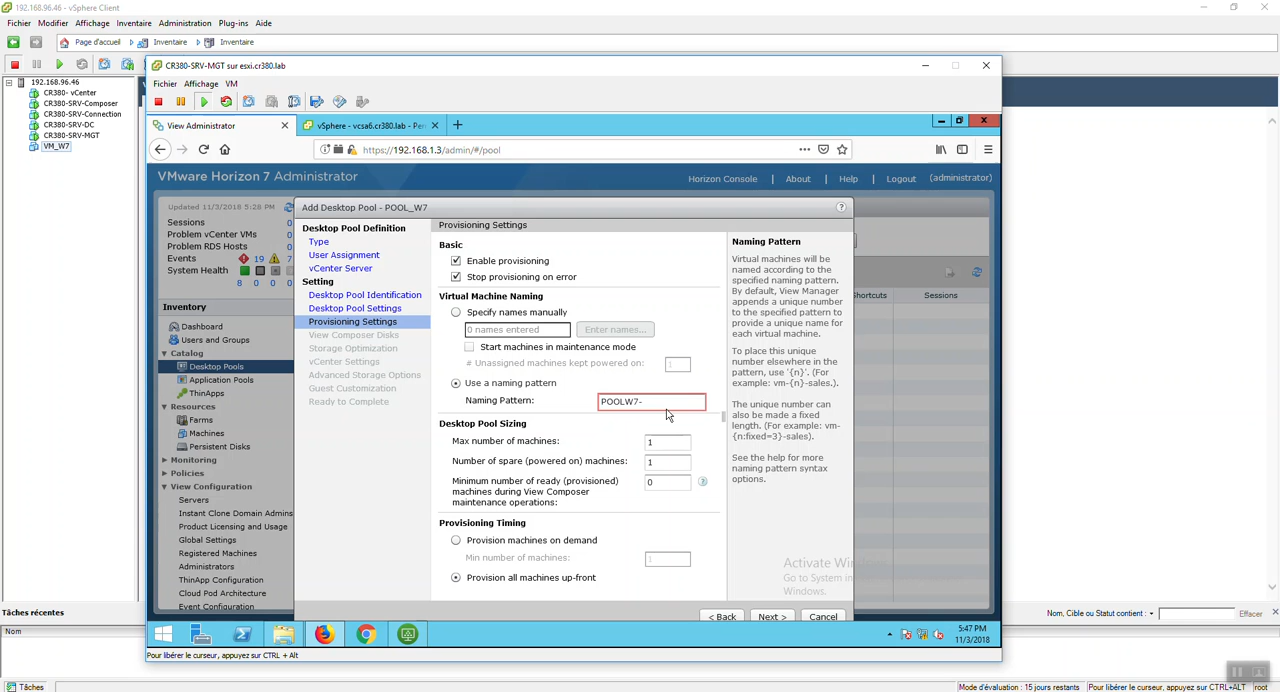 192.168.96.46 - vSphere Client
Fichier Modifier Affichage Inventaire Administration Plug-ins Aide
Page d'accueil Inventaire Inventaire
192.168.96.46
CR380- vCenter
CR380-SRV-Composer
CR380-SRV-Connection
CR380-SRV-DC
CR380-SRV-MGT
VM_W7
CR380-SRV-MGT sur esxi.cr380.lab
Fichier Affichage VM
View Administrator
vSphere - vcsa6.cr380.lab - Per
https://192.168.1.3/admin/#/pool
VMware Horizon 7 Administrator
Horizon Console | About | Help | Logout (administrator)
Updated 11/3/2018 5:28 PM
Sessions 0
Problem vCenter VMs 0
Problem RDS Hosts 0
Events 19 7
System Health
8 0 0 0
Inventory
Dashboard
Users and Groups
Catalog
Desktop Pools
Application Pools
ThinApps
Resources
Farms
Machines
Persistent Disks
Monitoring
Policies
View Configuration
Servers
Instant Clone Domain Admins
Product Licensing and Usage
Global Settings
Registered Machines
Administrators
ThinApp Configuration
Cloud Pod Architecture
Event Configuration
Add Desktop Pool - POOL_W7
Desktop Pool Definition
Type
User Assignment
vCenter Server
Setting
Desktop Pool Identification
Desktop Pool Settings
Provisioning Settings
View Composer Disks
Storage Optimization
vCenter Settings
Advanced Storage Options
Guest Customization
Ready to Complete
Provisioning Settings
Basic
Enable provisioning
Stop provisioning on error
Virtual Machine Naming
Specify names manually
0 names entered Enter names...
Start machines in maintenance mode
# Unassigned machines kept powered on: 1
Use a naming pattern
Naming Pattern: POOLW7-
Desktop Pool Sizing
Max number of machines: 1
Number of spare (powered on) machines: 1
Minimum number of ready (provisioned) 0
machines during View Composer
maintenance operations:
Provisioning Timing
Provision machines on demand
Min number of machines: 1
Provision all machines up-front
< Back Next > Cancel
Naming Pattern
Virtual machines will be
named according to the
specified naming pattern.
By default, View Manager
appends a unique number
to the specified pattern to
provide a unique name for
each virtual machine.
To place this unique
number elsewhere in the
pattern, use '{n}'. (For
example: vm-{n}-sales.).
The unique number can
also be made a fixed
length. (For example: vm-
{n:fixed=3}-sales).
See the help for more
naming pattern syntax
options.
hortcuts Sessions
Activate Wi
Go to System in
Windows.
5:47 PM
11/3/2018
Pour libérer le curseur, appuyez sur CTRL + Alt
Tâches récentes
Nom, Cible ou Statut contient : Effacer
Nom
Tâches
Mode d'évaluation : 15 jours restants Pour libérer le curseur, appuyez sur CTRL+ALT root